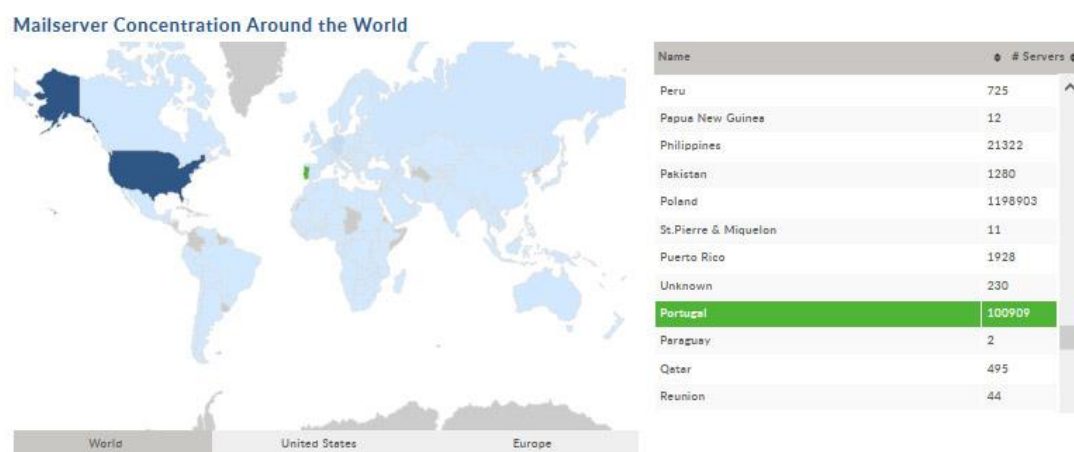 Mailserver Concentration Around the World
Name # Servers
Peru 725
Papua New Guinea 12
Philippines 21322
Pakistan 1280
Poland 1198903
St.Pierre & Miquelon 11
Puerto Rico 1928
Unknown 230
Portugal 100909
Paraguay 2
Qatar 495
Reunion 44
World United States Europe